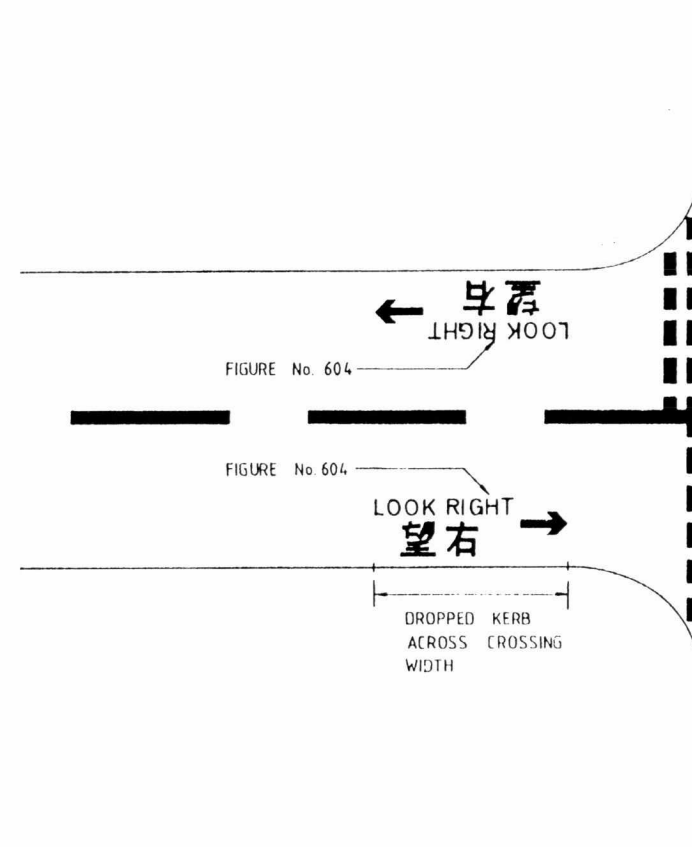 望右
LOOK RIGHT
FIGURE No. 604
FIGURE No. 604
LOOK RIGHT
望右
DROPPED KERB
ACROSS CROSSING
WIDTH